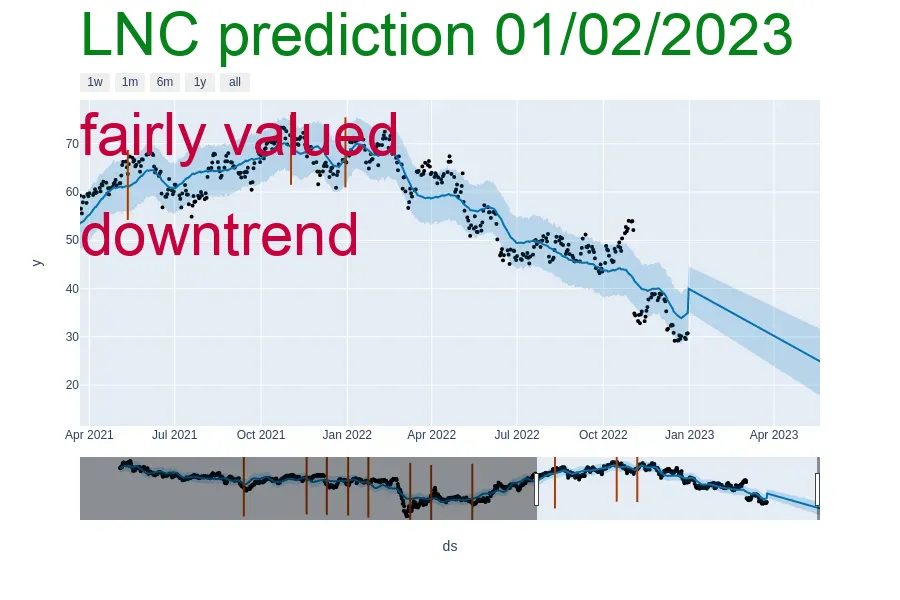 LNC prediction 01/02/2023
1w 1m 6m 1y all
fairly valued
downtrend
70
60
50
40
30
20
y
Apr 2021 Jul 2021 Oct 2021 Jan 2022 Apr 2022 Jul 2022 Oct 2022 Jan 2023 Apr 2023
ds